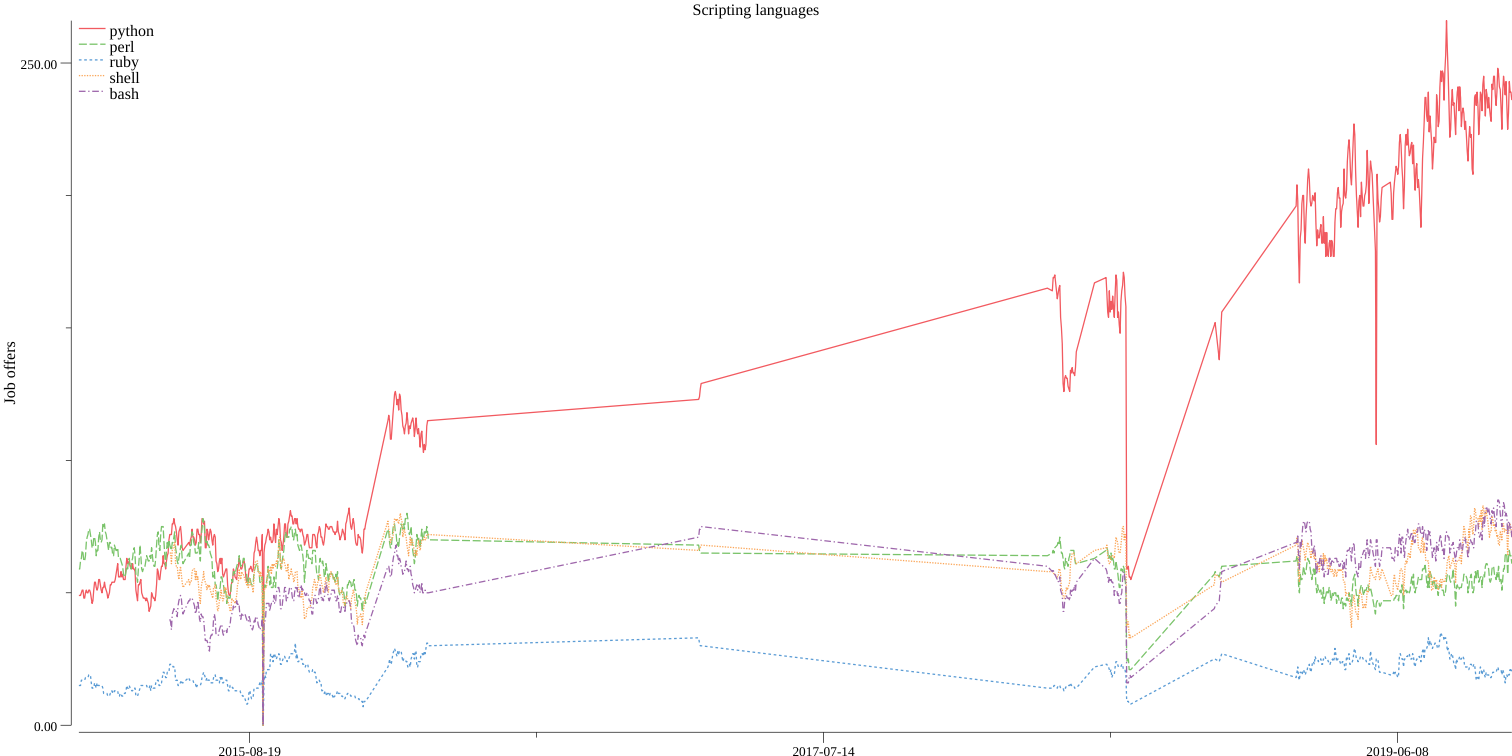 Scripting languages
python
perl
ruby
shell
bash
250.00
Job offers
0.00
2015-08-19
2017-07-14
2019-06-08